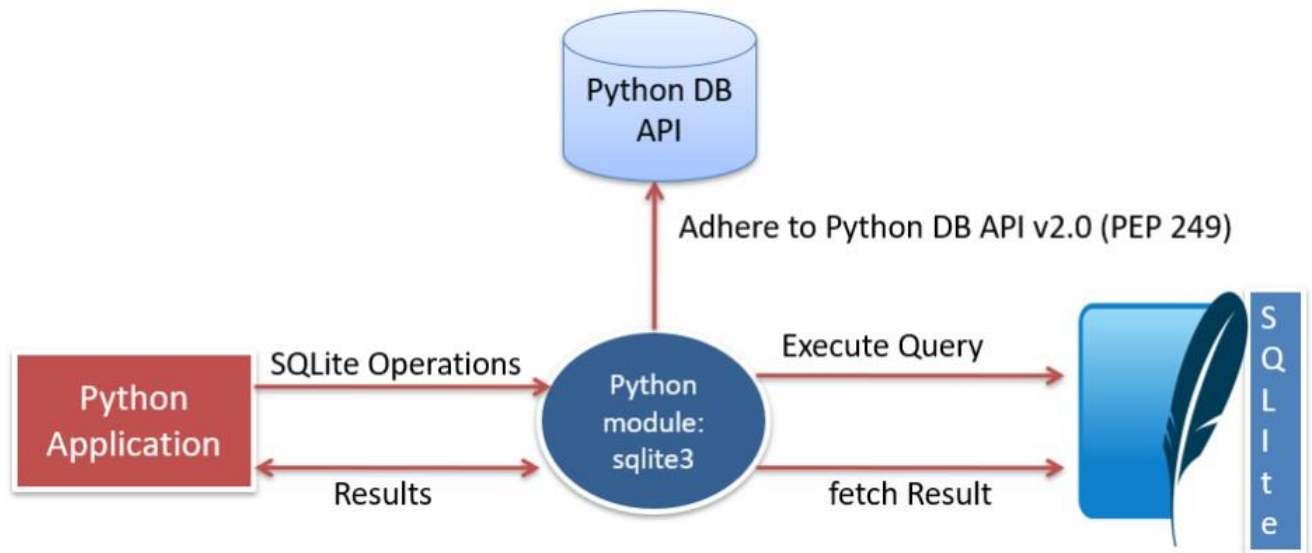 Python DB
API
Adhere to Python DB API v2.0 (PEP 249)
Python
Application
SQLite Operations
Results
Python
module:
sqlite3
Execute Query
fetch Result
S
Q
L
I
t
e